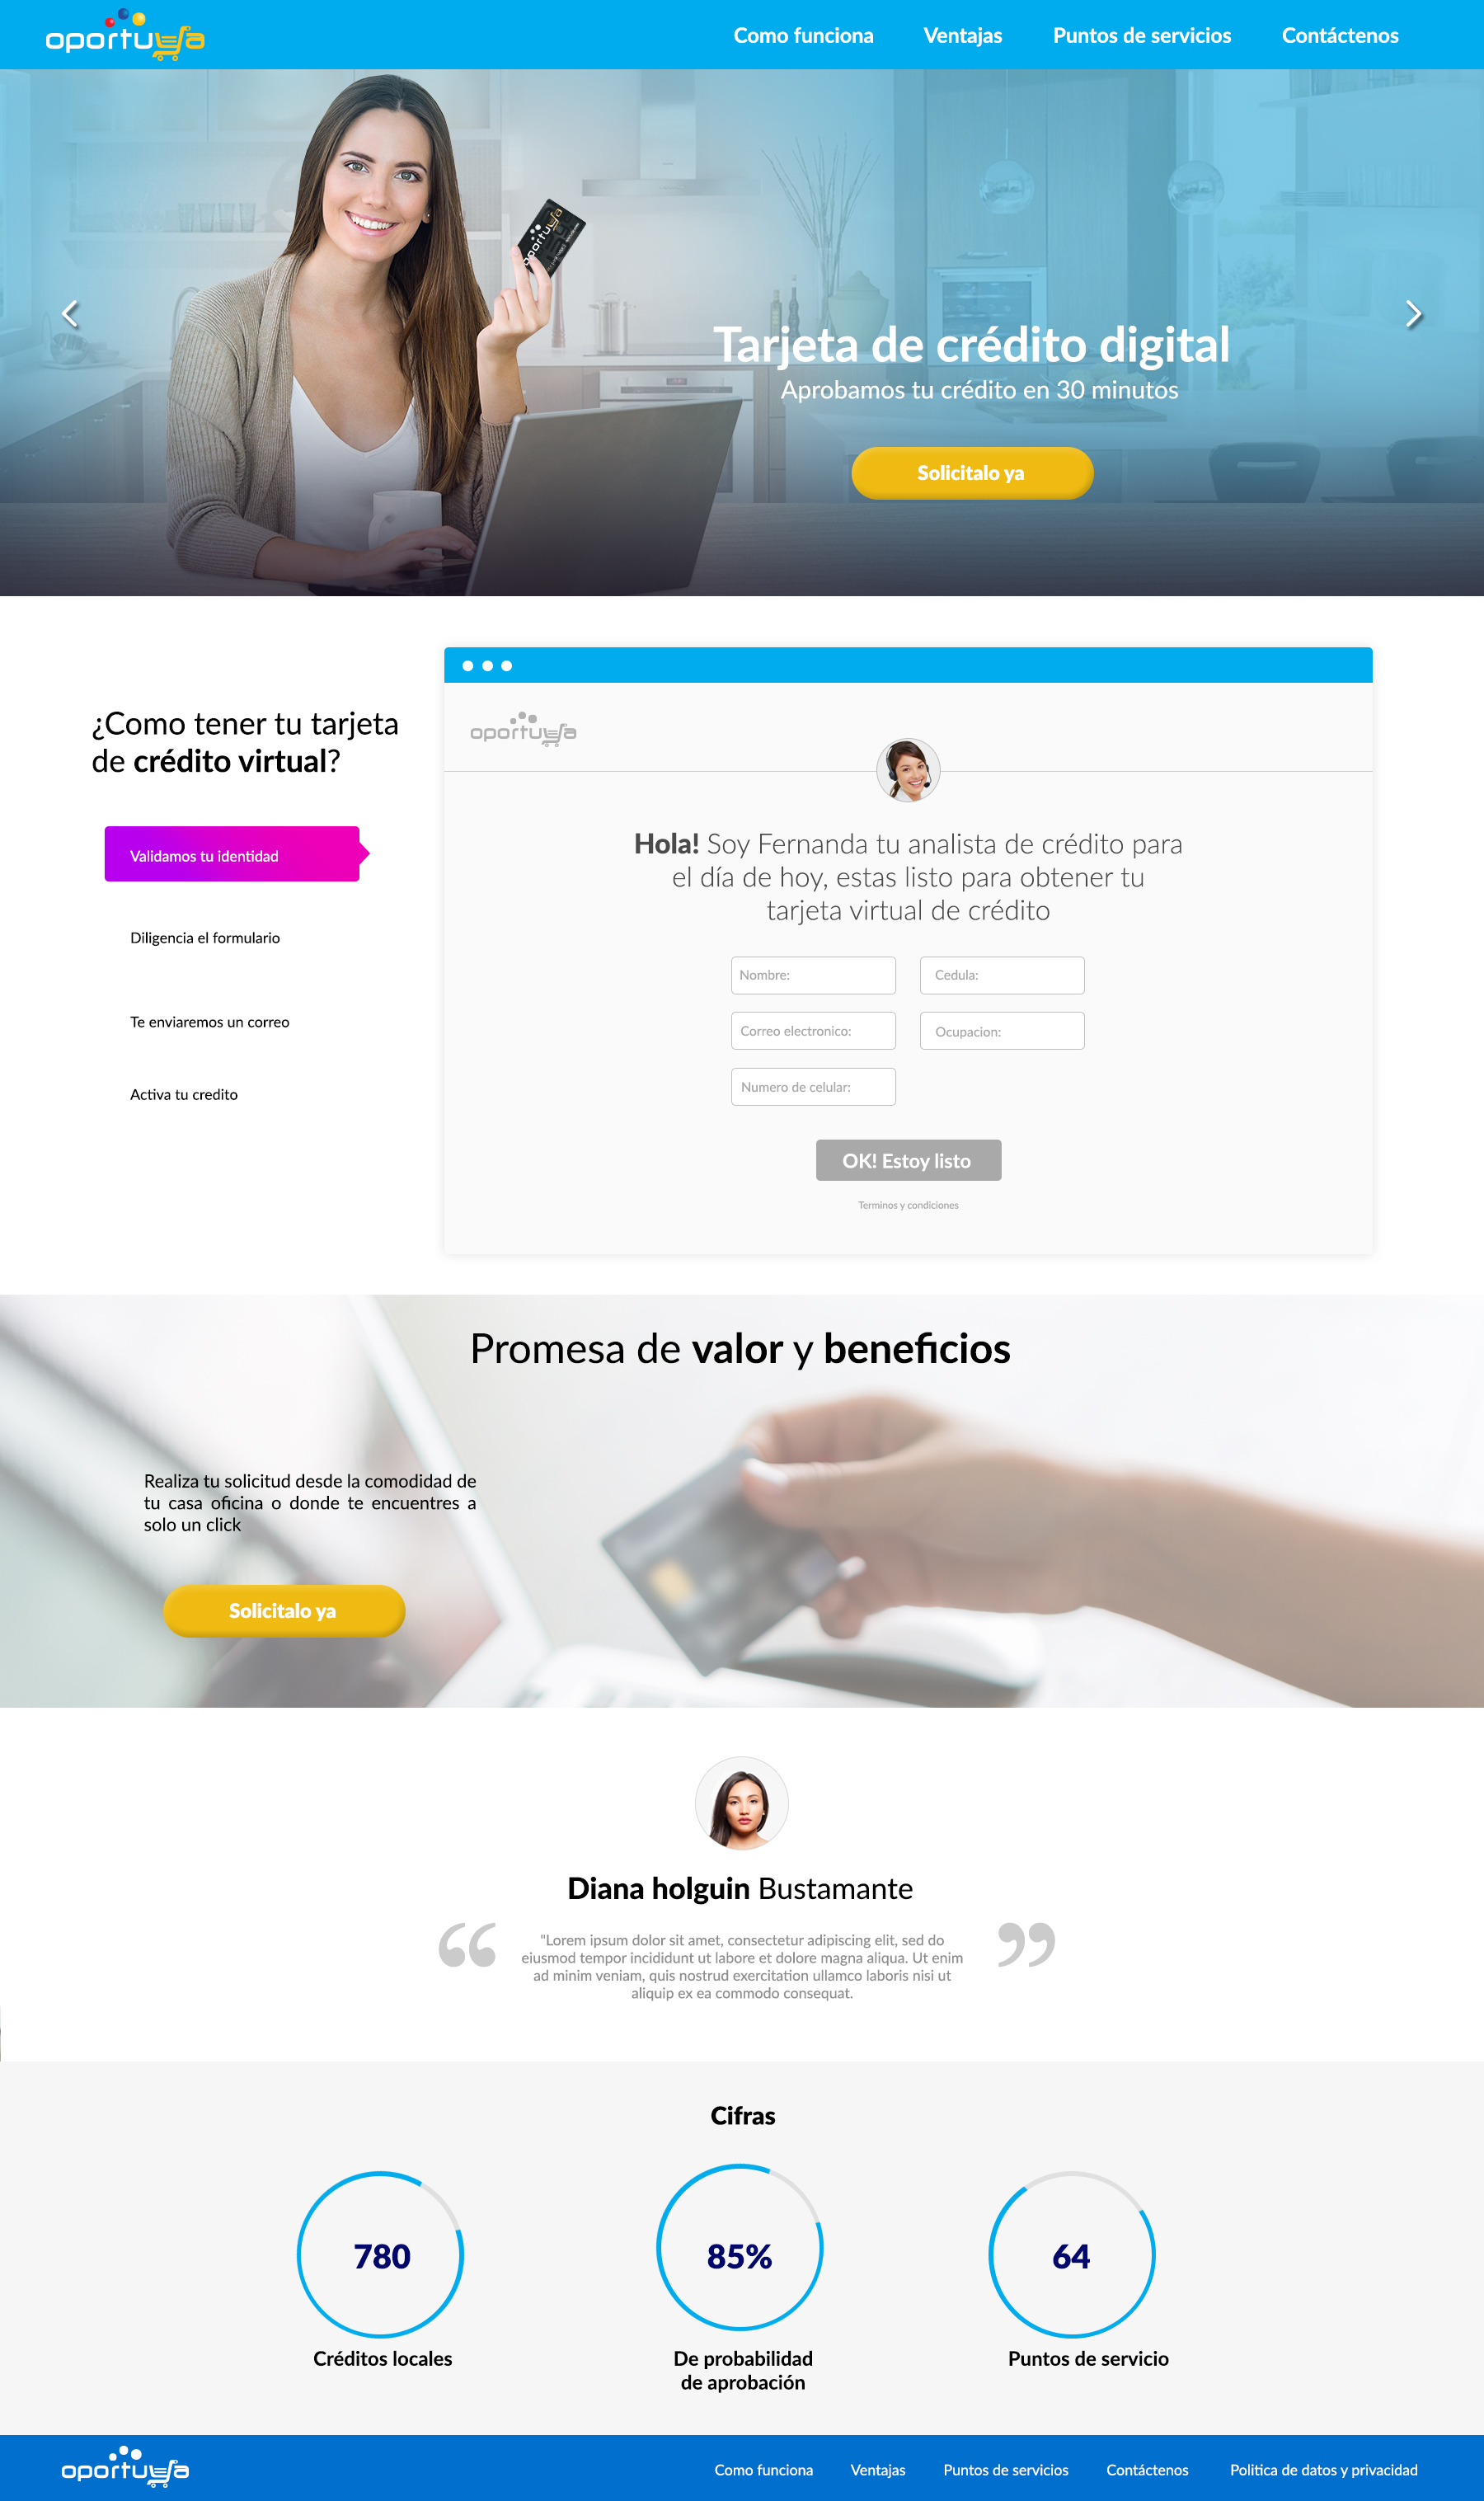 oportuya
Como funciona
Ventajas
Puntos de servicios
Contáctenos
oportuya
Tarjeta de crédito digital
Aprobamos tu crédito en 30 minutos
Solicitalo ya
¿Como tener tu tarjeta
de crédito virtual?
Validamos tu identidad
Diligencia el formulario
Te enviaremos un correo
Activa tu credito
oportuya
Hola! Soy Fernanda tu analista de crédito para
el día de hoy, estas listo para obtener tu
tarjeta virtual de crédito
Nombre:
Cedula:
Correo electronico:
Ocupacion:
Numero de celular:
OK! Estoy listo
Terminos y condiciones
Promesa de valor y beneficios
Realiza tu solicitud desde la comodidad de
tu casa oficina o donde te encuentres a
solo un click
Solicitalo ya
Diana holguin Bustamante
“Lorem ipsum dolor sit amet, consectetur adipiscing elit, sed do
eiusmod tempor incididunt ut labore et dolore magna aliqua. Ut enim
ad minim veniam, quis nostrud exercitation ullamco laboris nisi ut
aliquip ex ea commodo consequat.
Cifras
780
Créditos locales
85%
De probabilidad
de aprobación
64
Puntos de servicio
oportuya
Como funciona
Ventajas
Puntos de servicios
Contáctenos
Politica de datos y privacidad